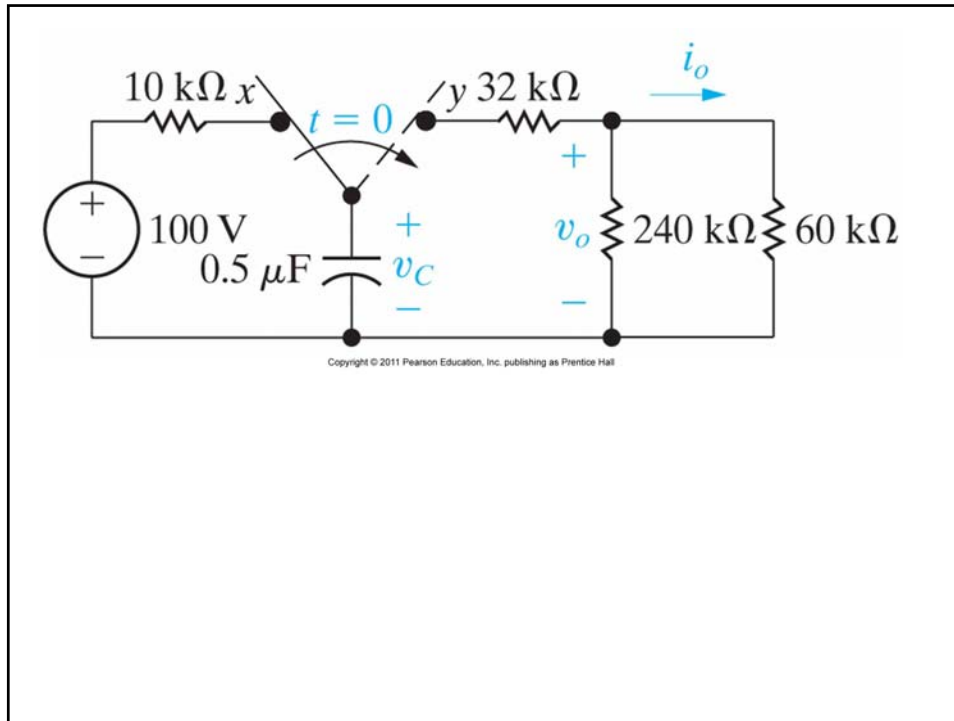 i_o
10 kΩ x y 32 kΩ
t = 0
+ + + 
100 V v_o 240 kΩ 60 kΩ
− 0.5 μF v_C
− −
Copyright © 2011 Pearson Education, Inc. publishing as Prentice Hall